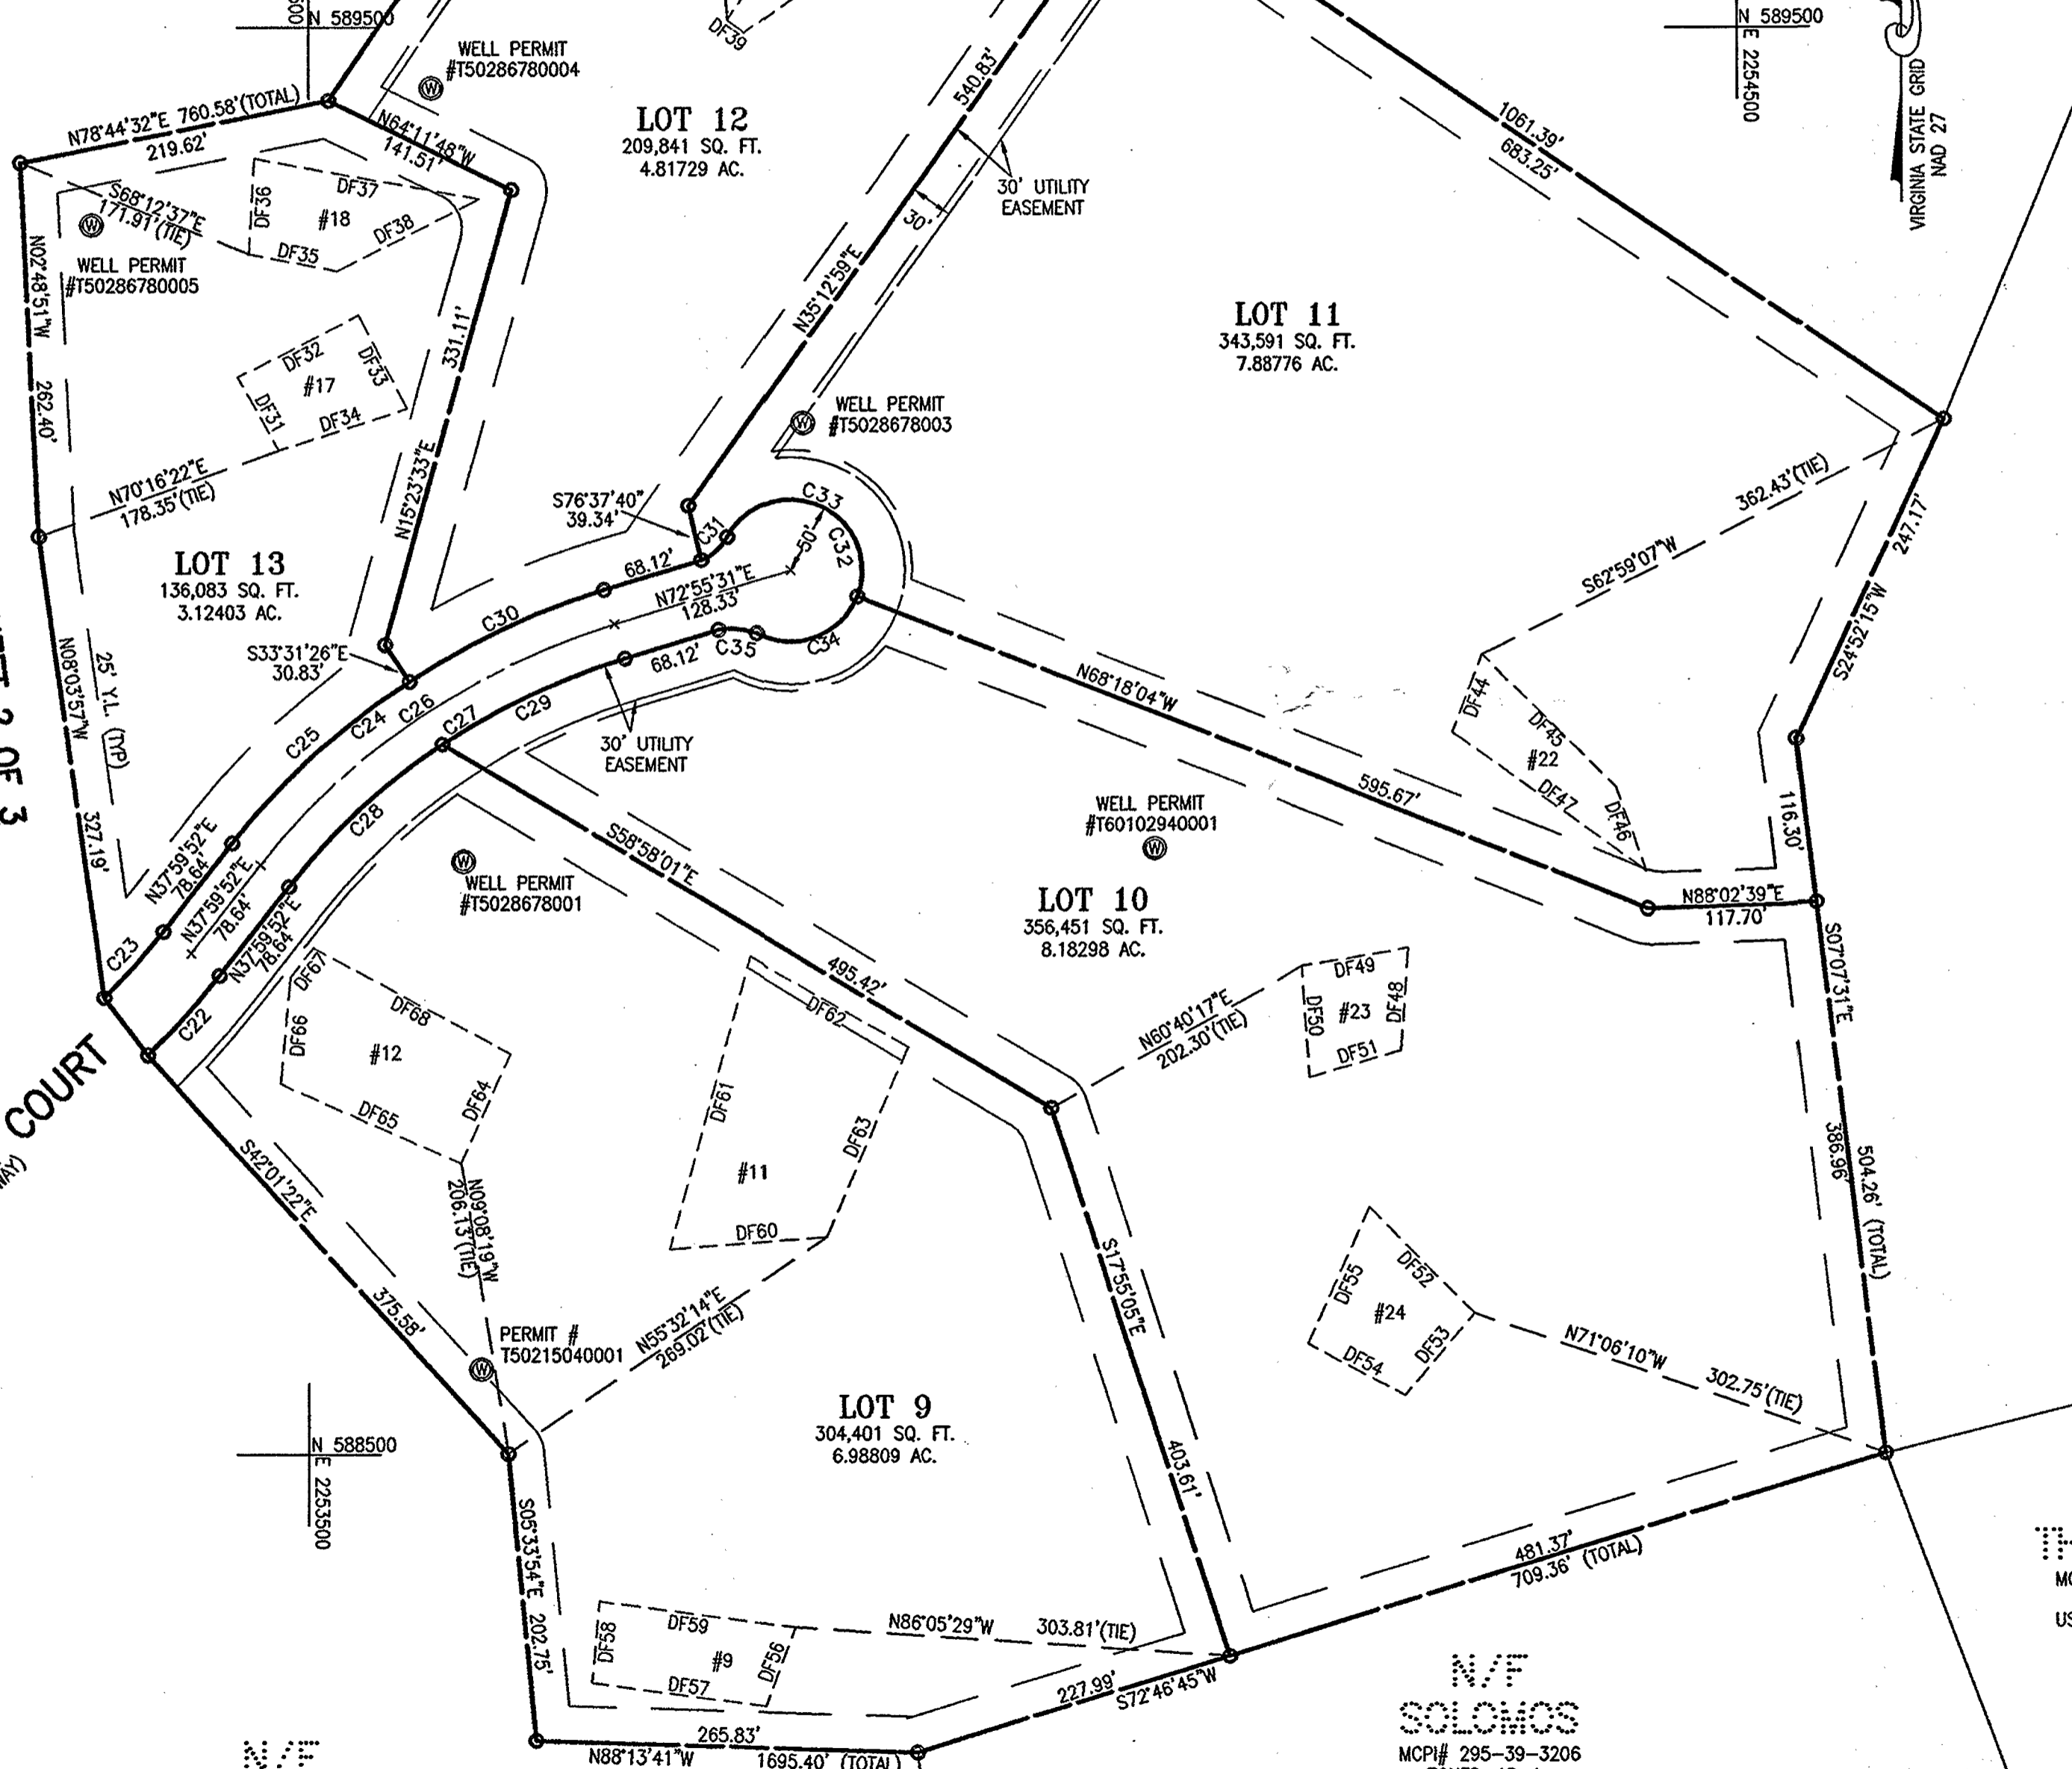 N 589500
WELL PERMIT
#T50286780004
DF39
N78°44'32"E 760.58'(TOTAL)
219.62'
N64°11'48"W
141.51'
LOT 12
209,841 SQ. FT.
4.81729 AC.
540.83'
30' UTILITY
EASEMENT
30'
N35°12'59"E
1061.39'
683.25'
N 589500
E 2254500
VIRGINIA STATE GRID
NAD 27
S68°12'37"E
171.91'(TIE)
DF36
DF37
#18
DF38
DF35
WELL PERMIT
#T50286780005
N02°48'51"W 262.40'
DF32
DF33
#17
DF31
DF34
331.11'
N15°23'33"E
N70°16'22"E
178.35'(TIE)
LOT 11
343,591 SQ. FT.
7.88776 AC.
WELL PERMIT
#T5028678003
S76°37'40"
39.34'
C31
C33
C32
50'
LOT 13
136,083 SQ. FT.
3.12403 AC.
68.12'
N72°55'31"E
128.33'
C30
S33°31'26"E
30.83'
68.12'
C35
C34
25' Y.L. (TYP)
N08°03'57"W
327.19'
C25
C24
C26
C27
C29
C28
30' UTILITY
EASEMENT
2 OF 3
362.43'(TIE)
S62°59'07"W
247.17'
S24°52'15"W
DF44
DF45
#22
DF47
DF46
116.30'
N68°18'04"W
595.67'
N88°02'39"E
117.70'
WELL PERMIT
#T60102940001
S58°58'01"E
495.42'
WELL PERMIT
#T5028678001
LOT 10
356,451 SQ. FT.
8.18298 AC.
N37°59'52"E
78.64'
N37°59'52"E
78.64'
N37°59'52"E
78.64'
C23
C22
DF67
DF66
DF68
#12
DF64
DF65
DF62
DF61
#11
DF63
DF60
DF49
DF50
#23
DF48
DF51
N60°40'17"E
202.30'(TIE)
S07°07'31"E
386.96'
504.26' (TOTAL)
COURT
WAY)
S42°01'22"E
375.58'
N09°08'19"W
206.13'(TIE)
PERMIT #
T50215040001
N55°32'14"E
269.02'(TIE)
DF52
DF55
#24
DF53
DF54
N71°06'10"W 302.75'(TIE)
S17°55'05"E
403.61'
LOT 9
304,401 SQ. FT.
6.98809 AC.
N 588500
E 2253500
S05°33'54"E 202.75'
DF59
DF58
#9
DF56
DF57
N86°05'29"W 303.81'(TIE)
481.37'
709.36' (TOTAL)
227.99'
S72°46'45"W
265.83'
N88°13'41"W 1695.40' (TOTAL)
N/F
N/F
SOLOMOS
MCPI# 295-39-3206